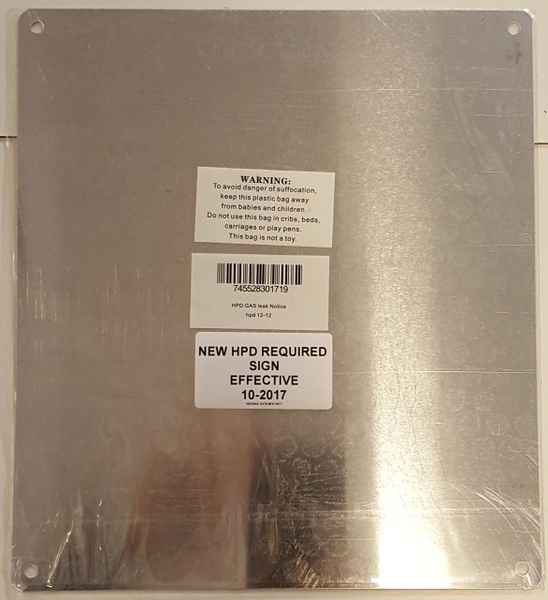 WARNING:
To avoid danger of suffocation,
keep this plastic bag away
from babies and children.
Do not use this bag in cribs, beds,
carriages or play pens.
This bag is not a toy.
745528301719
HPD GAS leak Notice
hpd 12-12
NEW HPD REQUIRED
SIGN
EFFECTIVE
10-2017